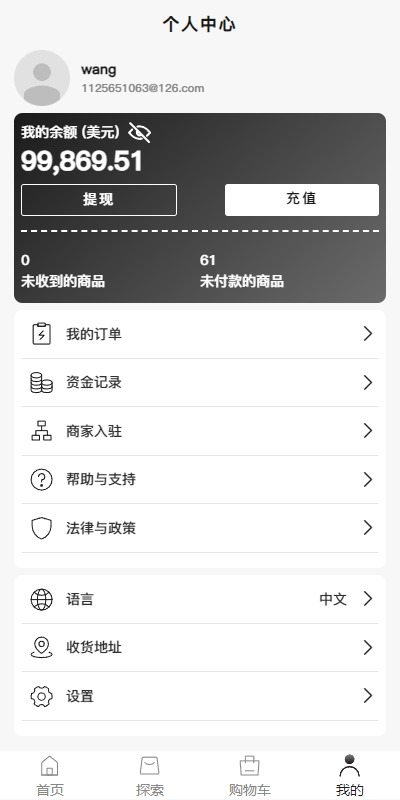 个人中心
wang
1125651063@126.com
我的余额 (美元)
99,869.51
提现 充值
0 61
未收到的商品 未付款的商品
我的订单
资金记录
商家入驻
帮助与支持
法律与政策
语言 中文
收货地址
设置
首页 探索 购物车 我的